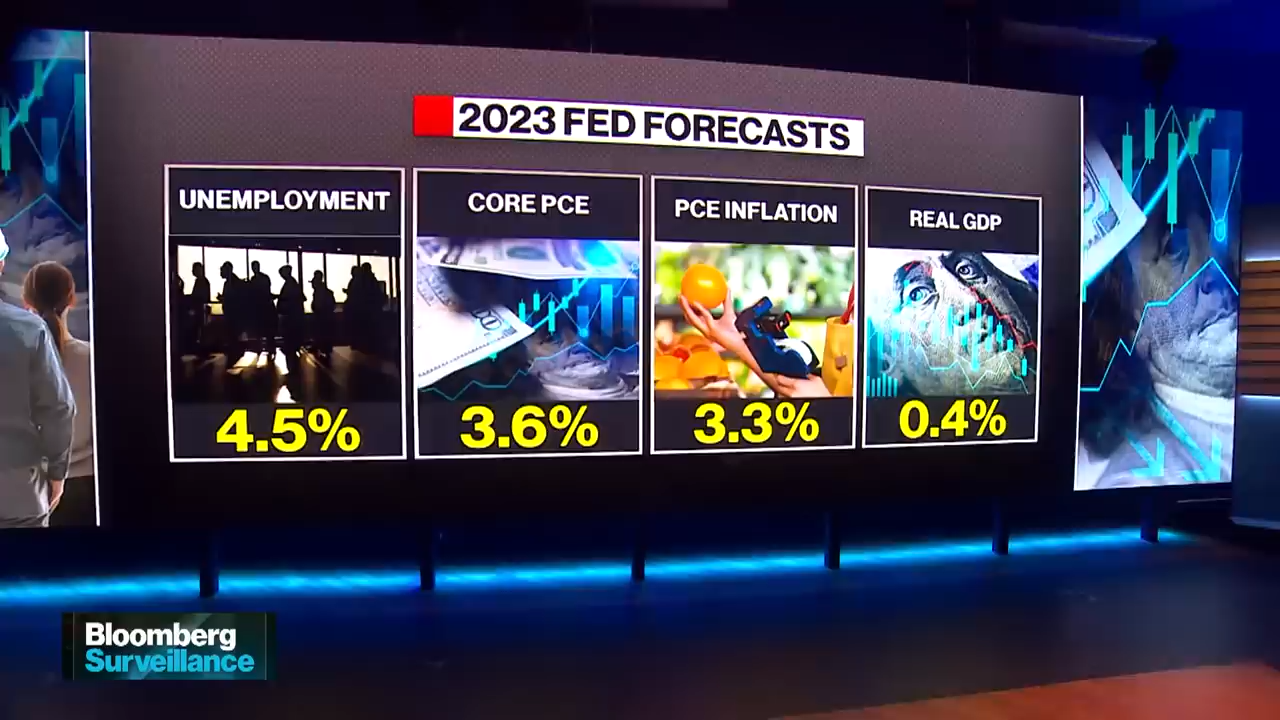 2023 FED FORECASTS
UNEMPLOYMENT
4.5%
CORE PCE
3.6%
PCE INFLATION
3.3%
REAL GDP
0.4%
Bloomberg
Surveillance